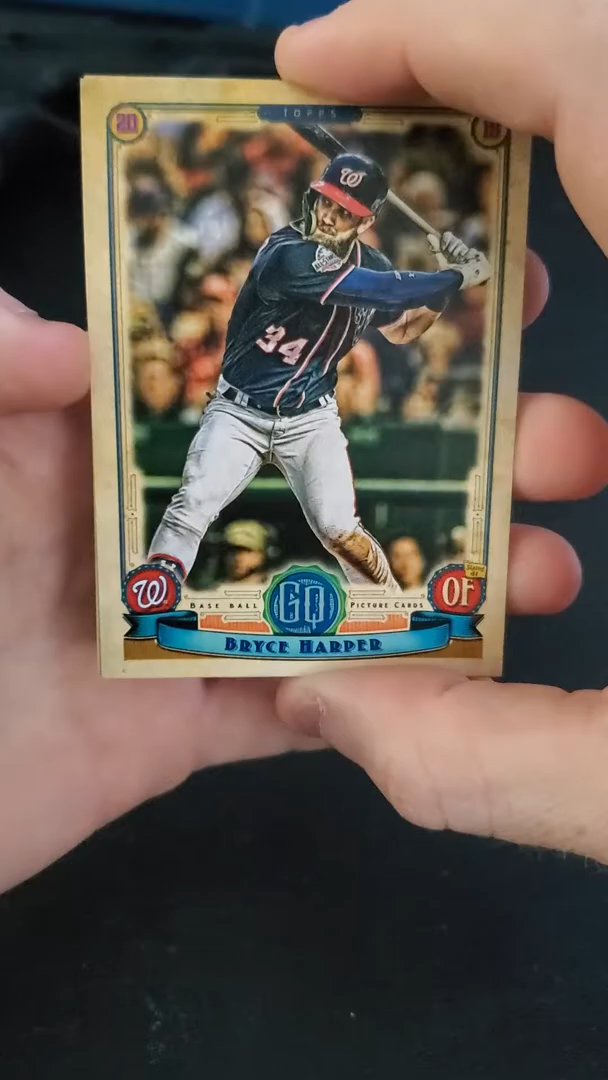 TOPPS
20 19
W
34
W BASE BALL GQ PICTURE CARDS OF
BRYCE HARPER